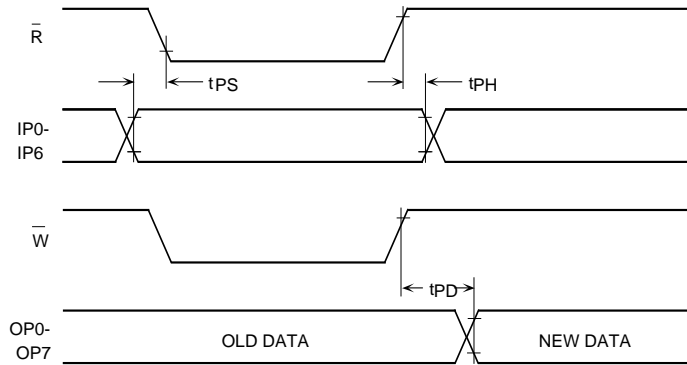 R̅
tPS
tPH
IP0-
IP6
W̅
tPD
OP0-
OP7
OLD DATA
NEW DATA